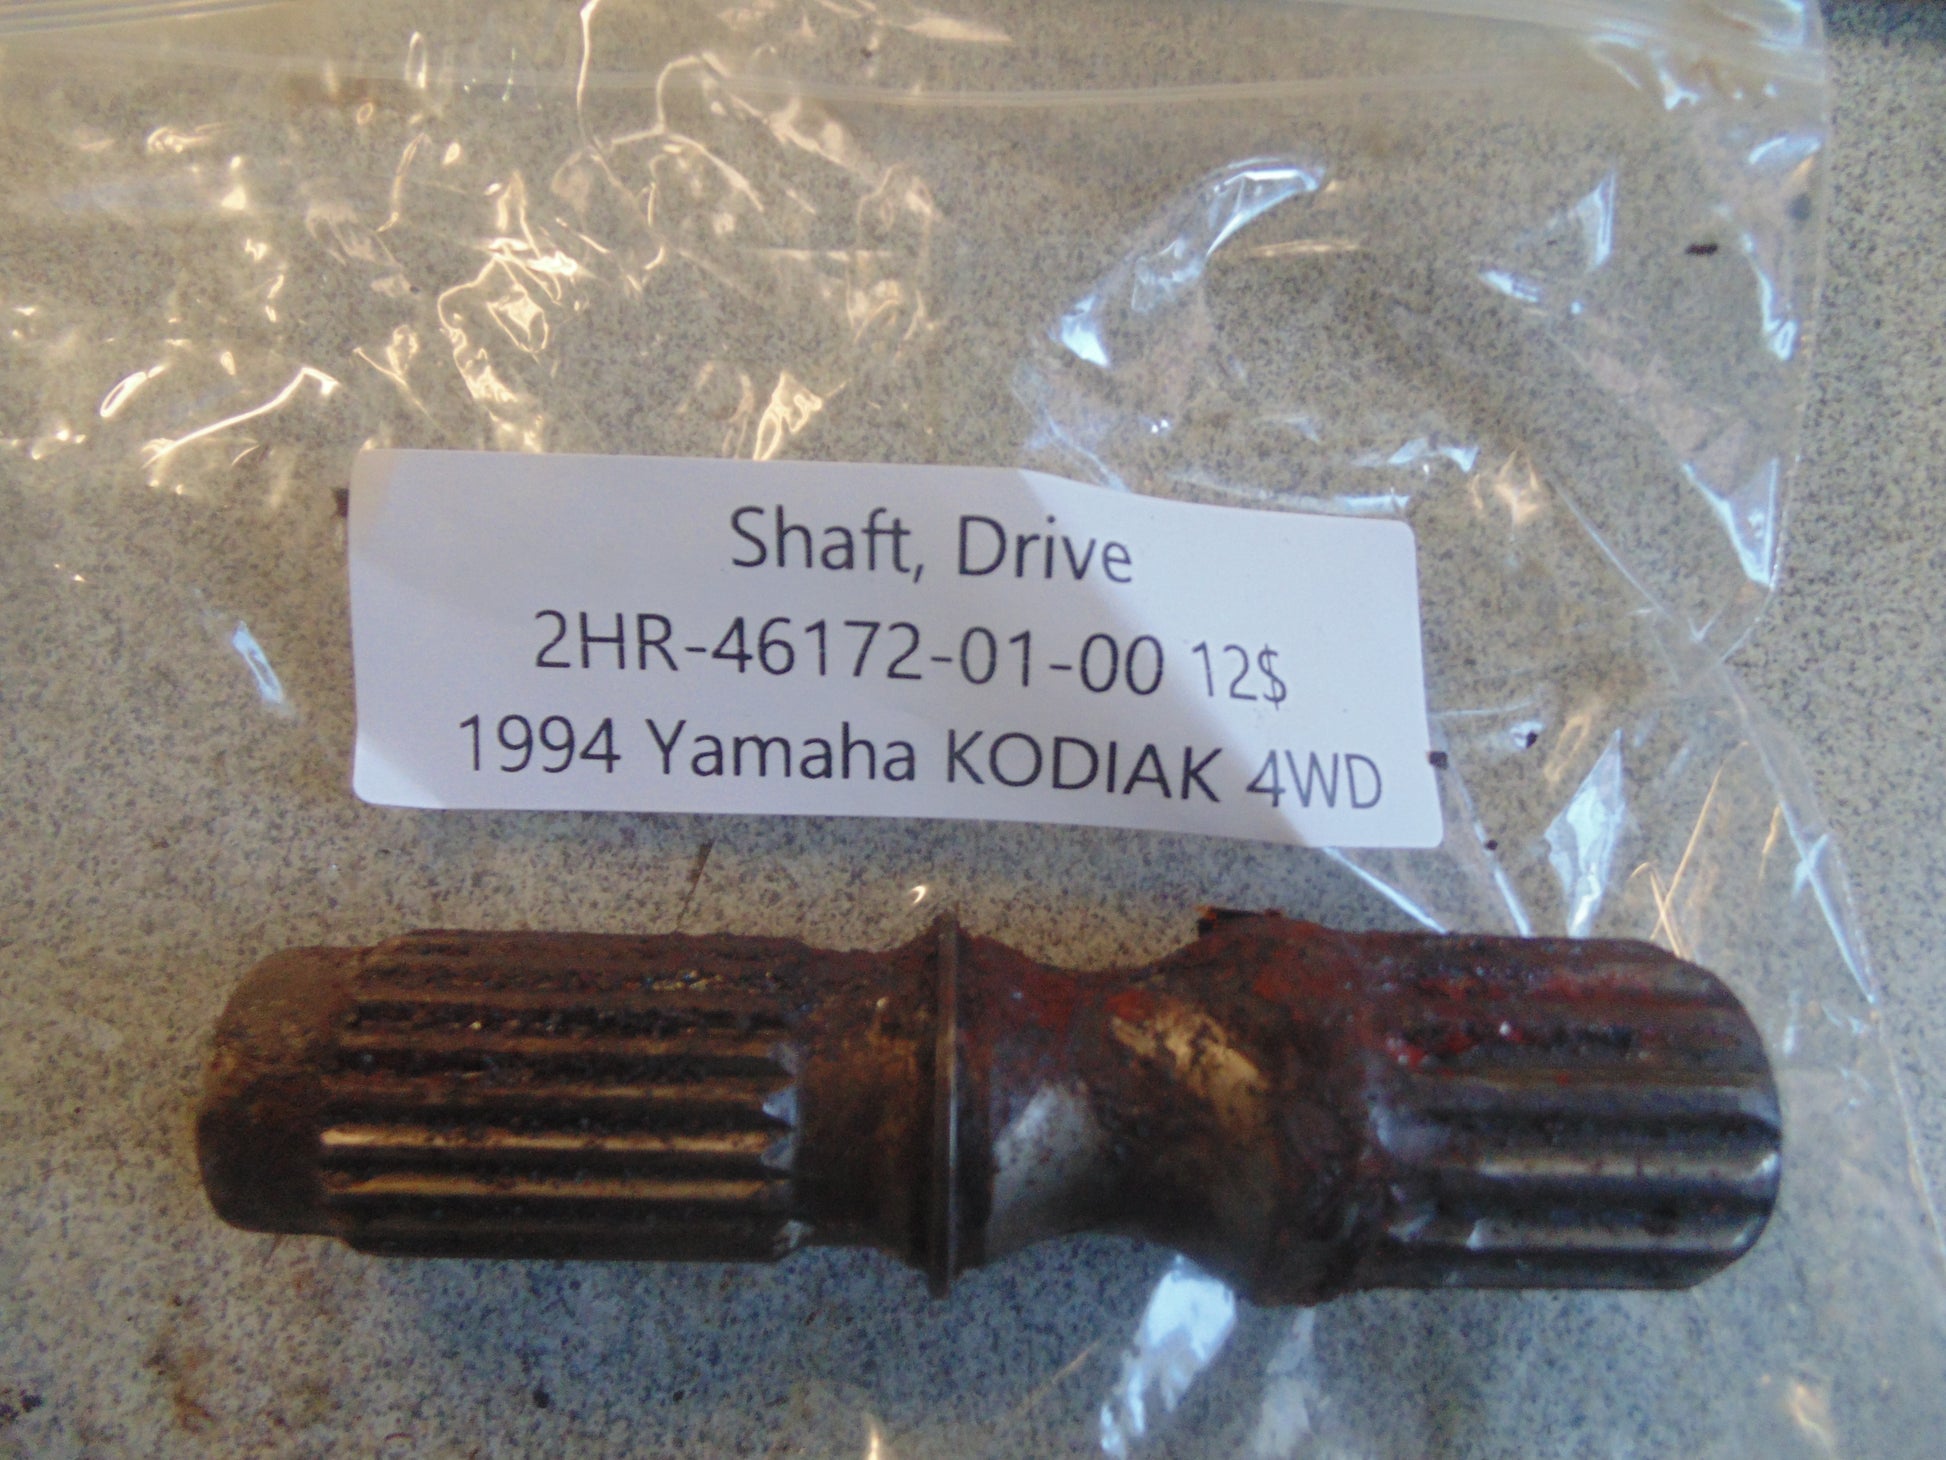 Shaft, Drive
2HR-46172-01-00 12$
1994 Yamaha KODIAK 4WD